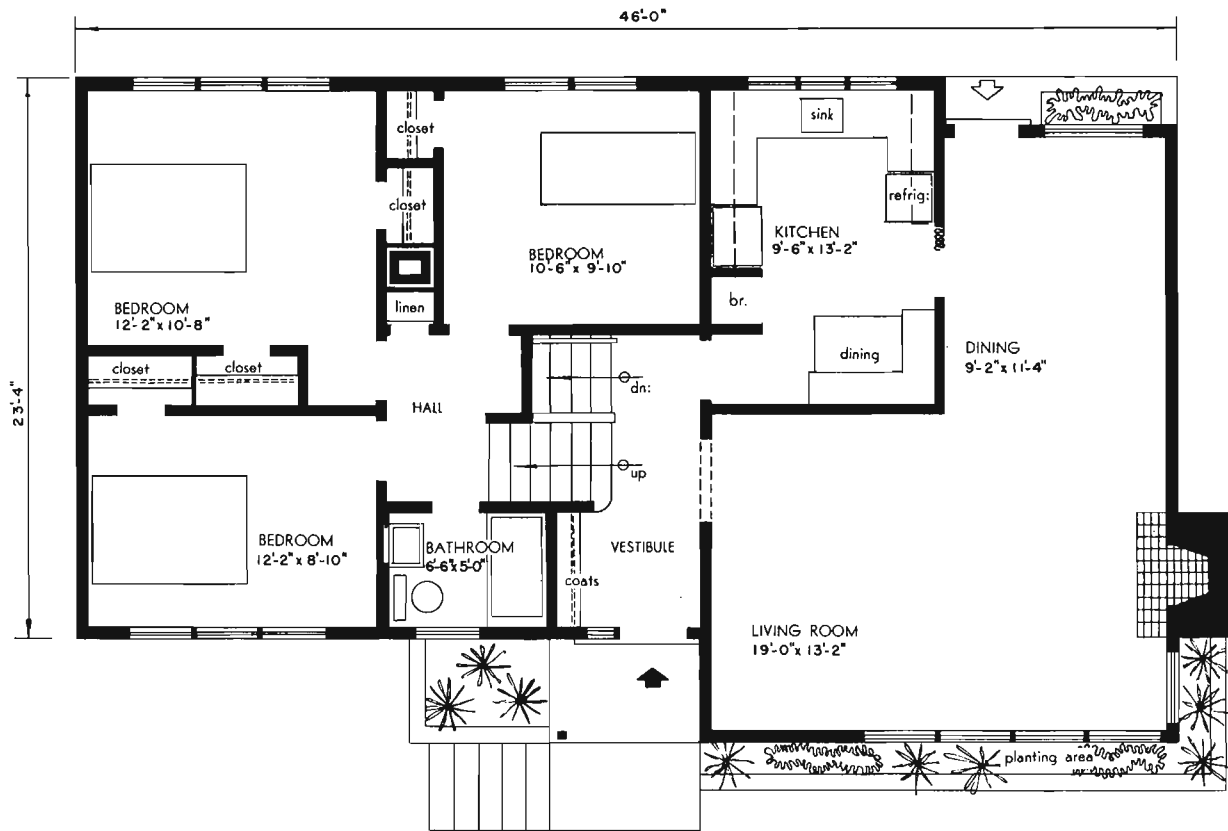 46'-0"
23'-4"
closet
sink
closet
refrig:
KITCHEN
9'-6" x 13'-2"
BEDROOM
10'-6" x 9'-10"
br.
linen
BEDROOM
12'-2" x 10'-8"
closet
closet
dining
DINING
9'-2" x 11'-4"
dn:
HALL
up
BEDROOM
12'-2" x 8'-10"
BATHROOM
6'-6" x 5'-0"
VESTIBULE
coats
LIVING ROOM
19'-0" x 13'-2"
planting area